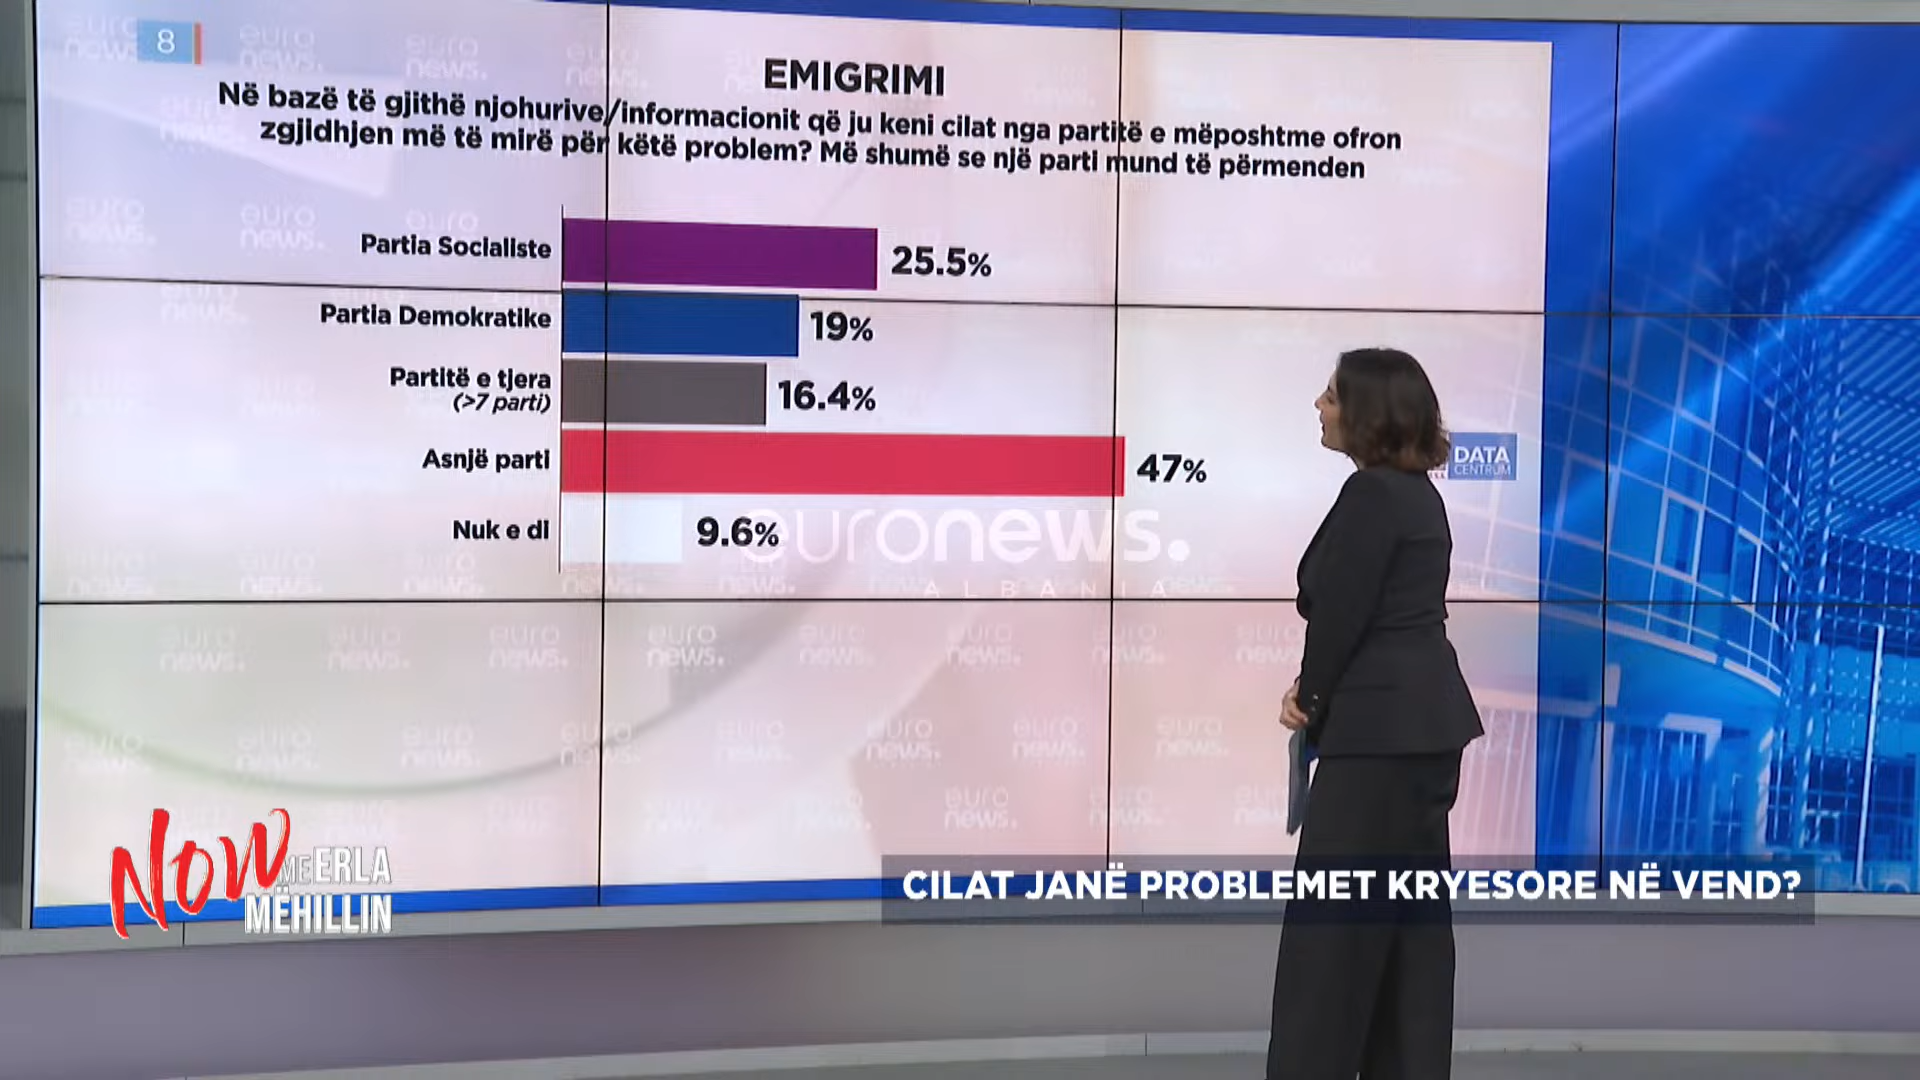 8
EMIGRIMI
Në bazë të gjithë njohurive/informacionit që ju keni cilat nga partitë e mëposhtme ofron
zgjidhjen më të mirë për këtë problem? Më shumë se një parti mund të përmenden
Partia Socialiste 25.5%
Partia Demokratike 19%
Partitë e tjera 16.4%
(>7 parti)
Asnjë parti 47%
Nuk e di 9.6%
DATA
CENTRUM
euronews.
ALBANIA
NOW
ME ERLA
MËHILLIN
CILAT JANË PROBLEMET KRYESORE NË VEND?